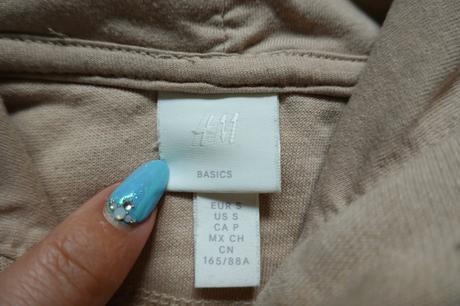 H&M
BASICS
EUR S
US S
CA P
MX CH
CN
165/88A